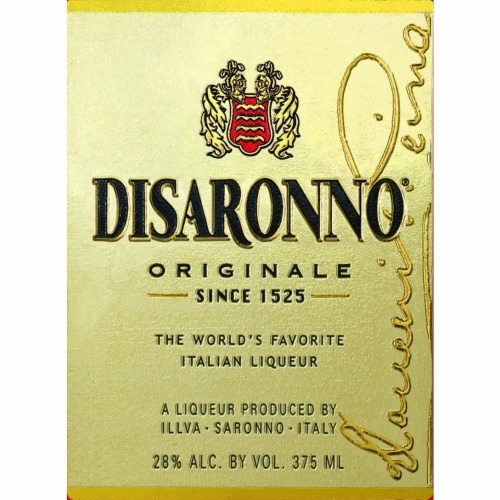 DISARONNO®
ORIGINALE
SINCE 1525
THE WORLD'S FAVORITE
ITALIAN LIQUEUR
A LIQUEUR PRODUCED BY
ILLVA · SARONNO · ITALY
28% ALC. BY VOL. 375 ML